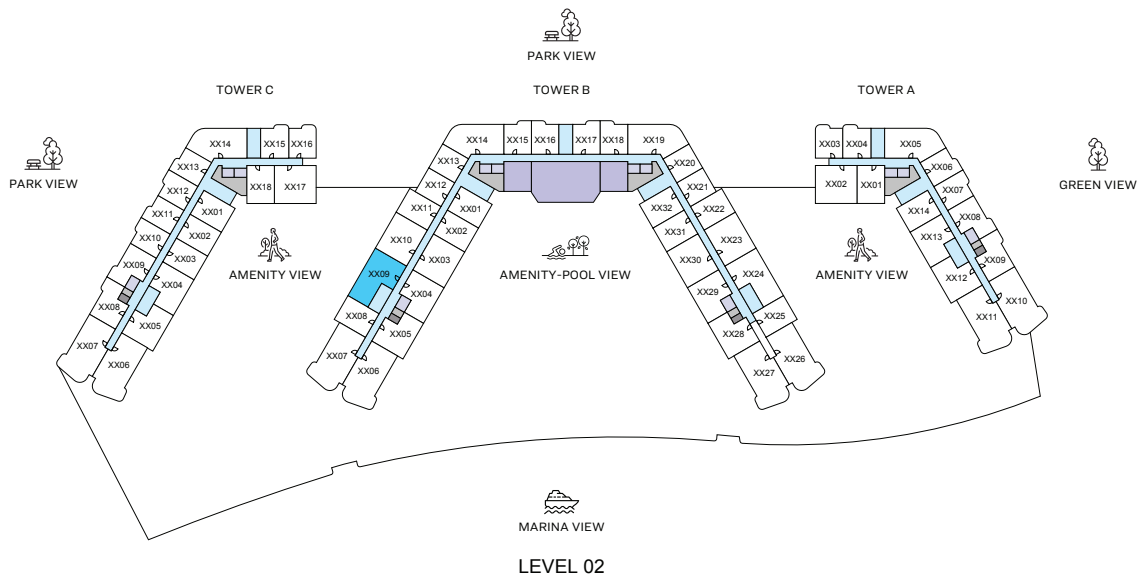 PARK VIEW
TOWER C
TOWER B
TOWER A
PARK VIEW
GREEN VIEW
XX14
XX15
XX16
XX13
XX18
XX17
XX12
XX01
XX11
XX02
XX10
XX03
XX09
XX04
XX08
XX05
XX07
XX06
XX14
XX15
XX16
XX17
XX18
XX19
XX13
XX20
XX12
XX01
XX21
XX32
XX11
XX02
XX22
XX31
XX10
XX03
XX23
XX30
XX09
XX04
XX24
XX29
XX08
XX05
XX25
XX28
XX07
XX06
XX26
XX27
XX03
XX04
XX05
XX02
XX01
XX06
XX07
XX14
XX08
XX13
XX09
XX12
XX10
XX11
AMENITY VIEW
AMENITY-POOL VIEW
AMENITY VIEW
MARINA VIEW
LEVEL 02